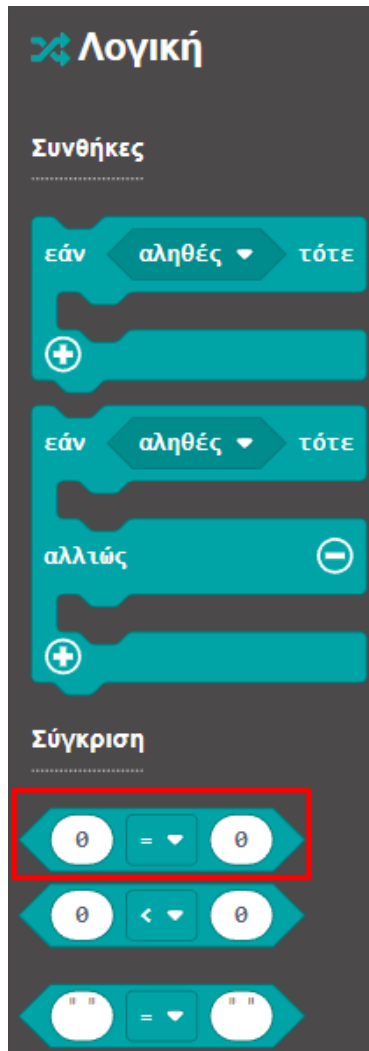 Λογική
Συνθήκες
εάν αληθές τότε
εάν αληθές τότε
αλλιώς
Σύγκριση
0 = 0
0 < 0
" " = " "